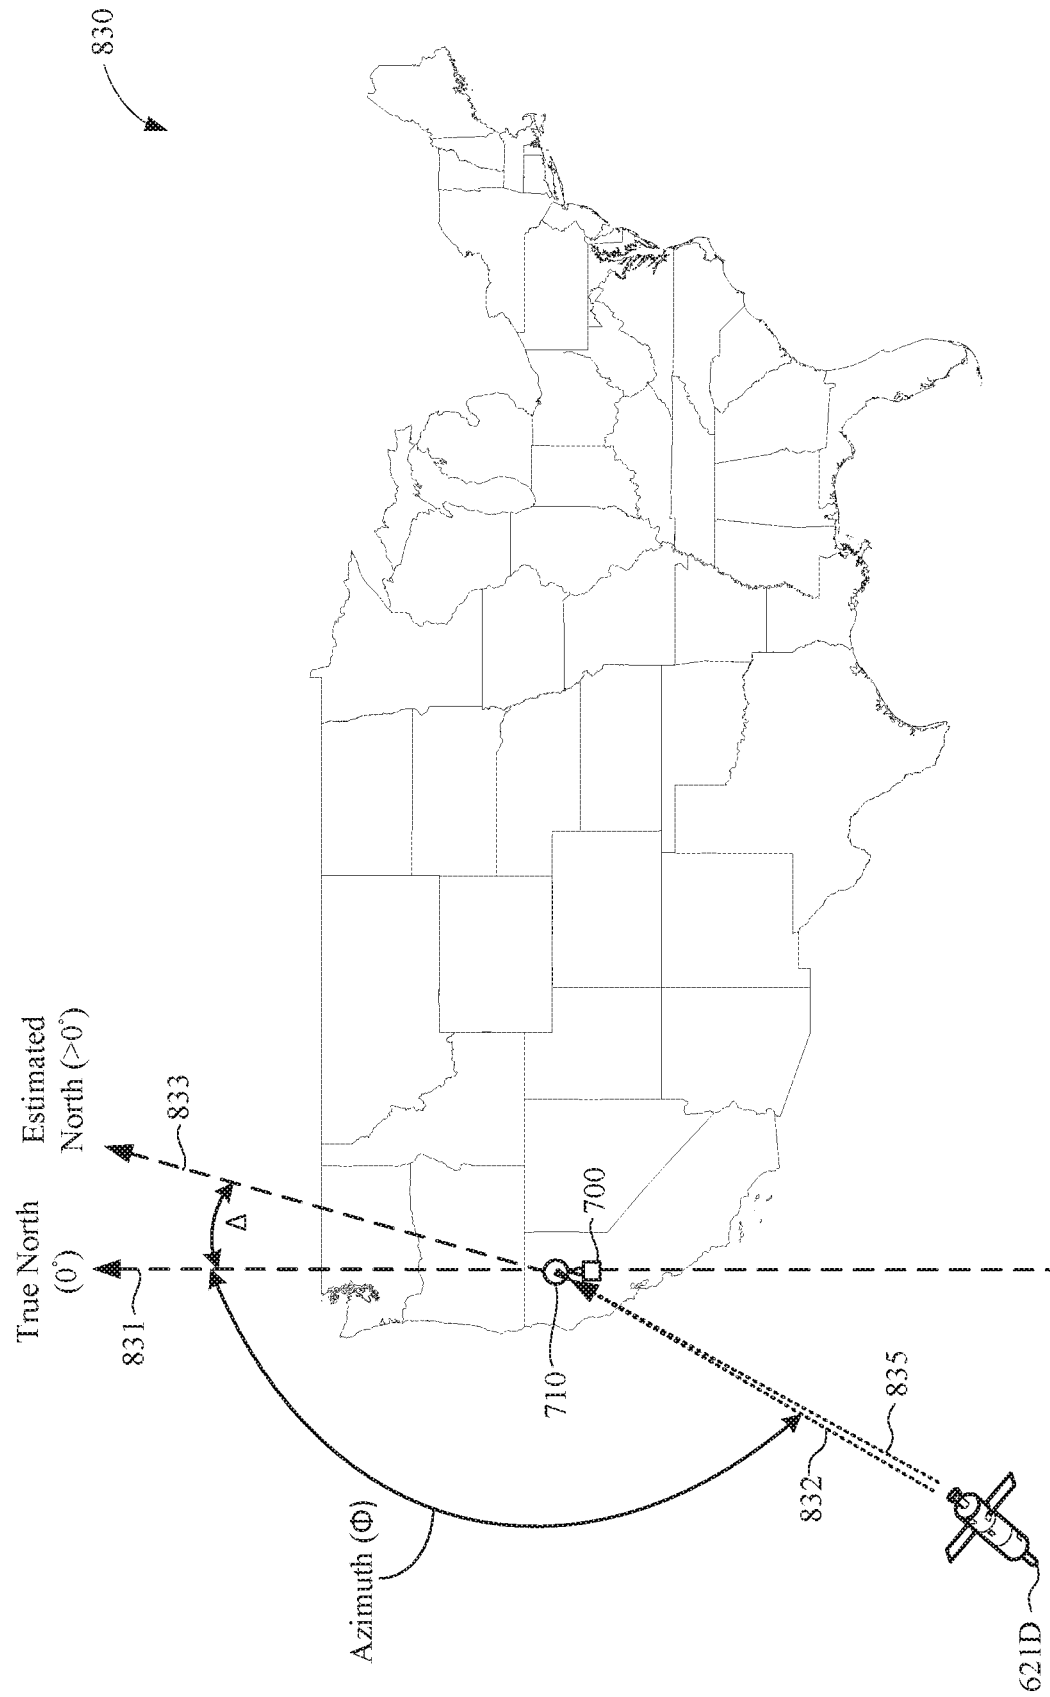 830
True North
(0°)
Estimated
North (>0°)
831
833
Δ
700
710
Azimuth (Φ)
832
835
621D